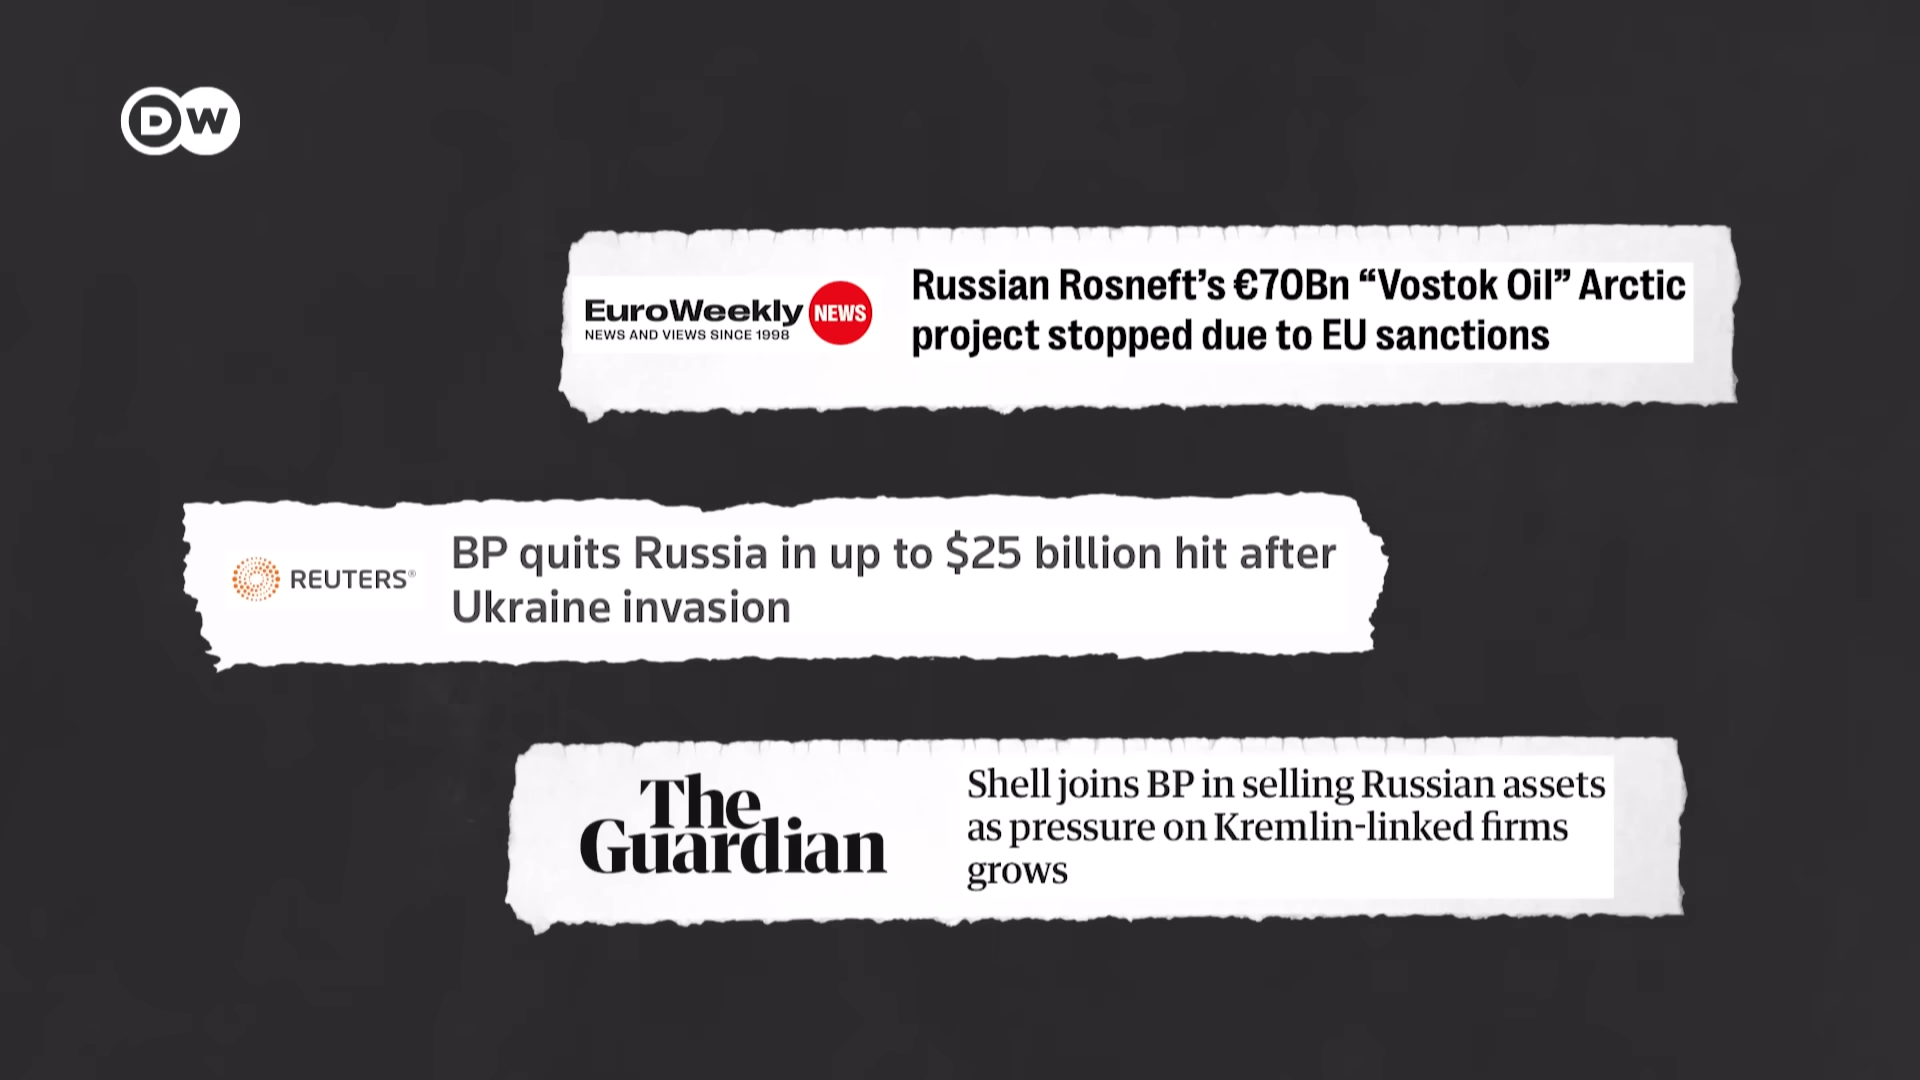 DW
EuroWeekly NEWS
NEWS AND VIEWS SINCE 1998
Russian Rosneft’s €70Bn “Vostok Oil” Arctic
project stopped due to EU sanctions
REUTERS®
BP quits Russia in up to $25 billion hit after
Ukraine invasion
The
Guardian
Shell joins BP in selling Russian assets
as pressure on Kremlin-linked firms
grows